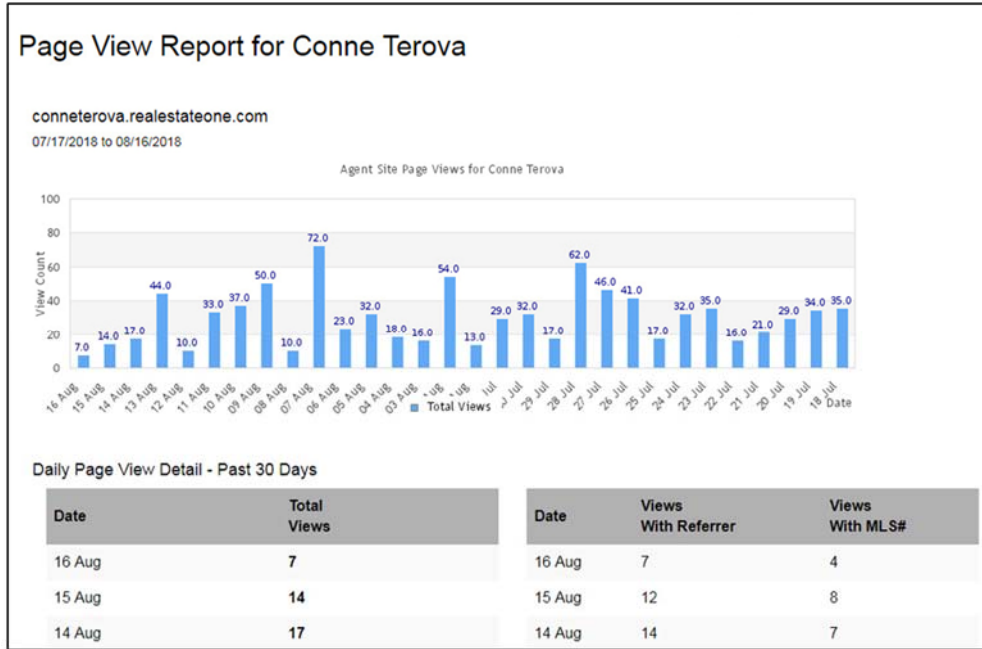 Page View Report for Conne Terova
conneterova.realestateone.com
07/17/2018 to 08/16/2018
Agent Site Page Views for Conne Terova
View Count
100
80
60
40
20
0
7.0 14.0 17.0 44.0 10.0 33.0 37.0 50.0 10.0 72.0 23.0 32.0 18.0 16.0 54.0 13.0 29.0 32.0 17.0 62.0 46.0 41.0 17.0 32.0 35.0 16.0 21.0 29.0 34.0 35.0
16 Aug 15 Aug 14 Aug 13 Aug 12 Aug 11 Aug 10 Aug 09 Aug 08 Aug 07 Aug 06 Aug 05 Aug 04 Aug 03 Aug Jul Jul 29 Jul 28 Jul 27 Jul 26 Jul 25 Jul 24 Jul 23 Jul 22 Jul 21 Jul 20 Jul 19 Jul 18 Jul
Date
Total Views
Daily Page View Detail - Past 30 Days
Date Total Views
16 Aug 7
15 Aug 14
14 Aug 17
Date Views With Referrer Views With MLS#
16 Aug 7 4
15 Aug 12 8
14 Aug 14 7